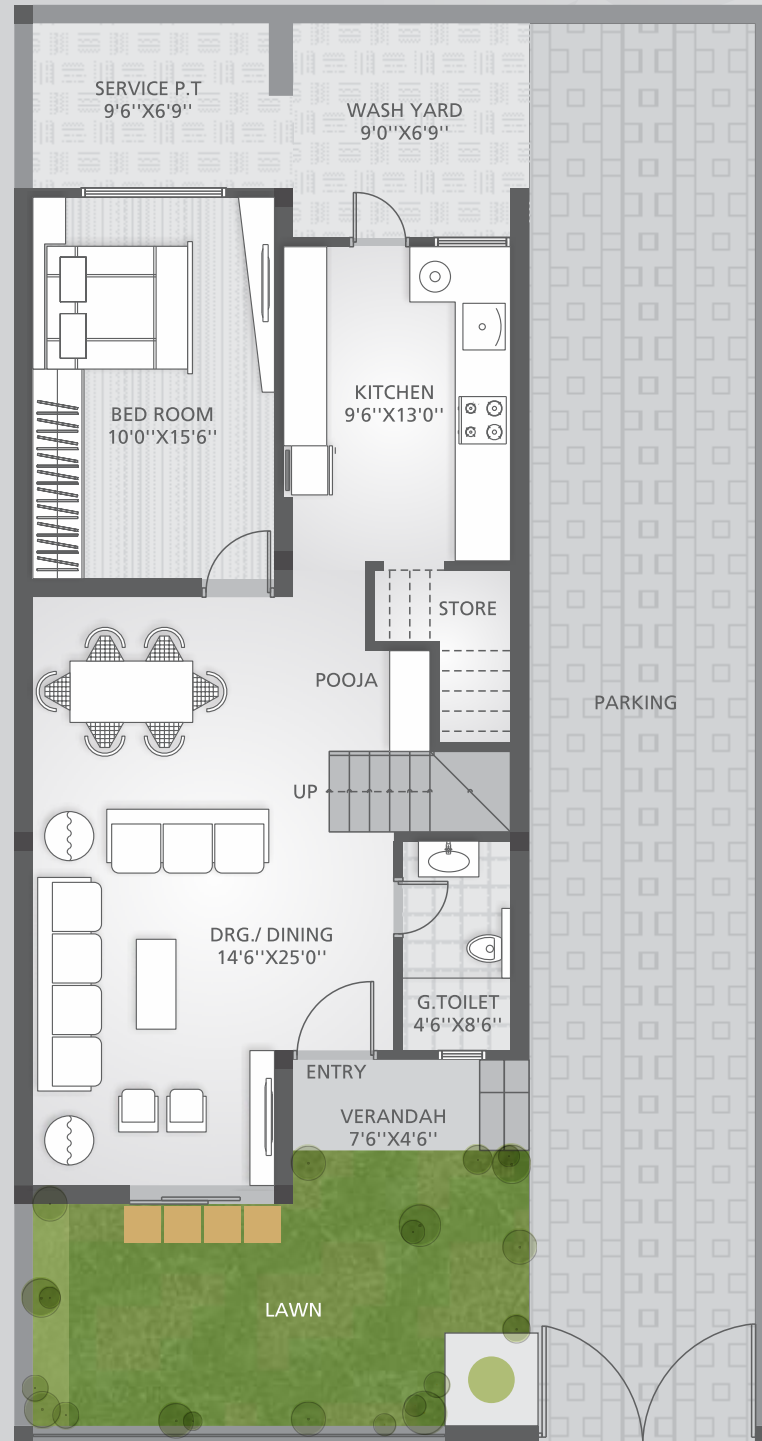 SERVICE P.T
9'6''X6'9''
WASH YARD
9'0''X6'9''
KITCHEN
9'6''X13'0''
BED ROOM
10'0''X15'6''
STORE
POOJA
PARKING
UP
DRG./ DINING
14'6''X25'0''
G.TOILET
4'6''X8'6''
ENTRY
VERANDAH
7'6''X4'6''
LAWN